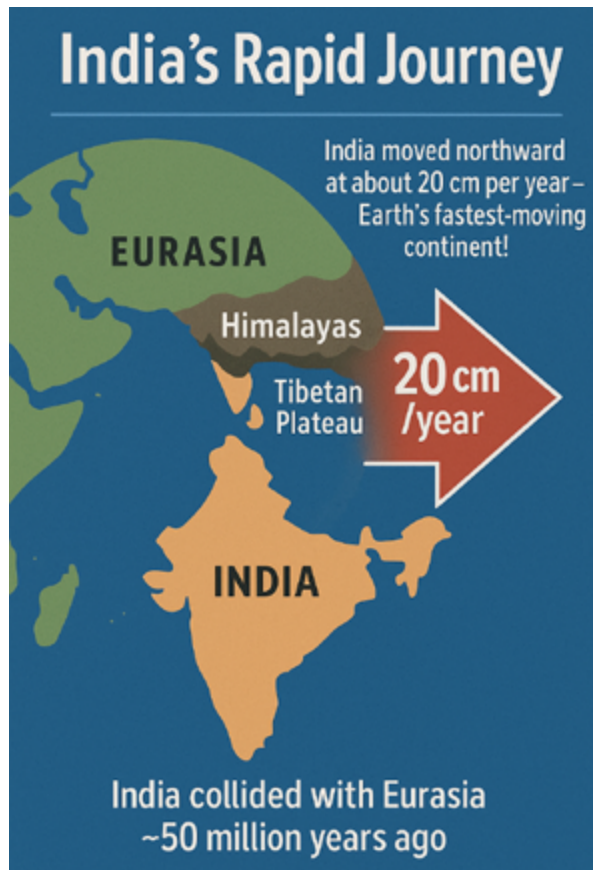 India's Rapid Journey
India moved northward
at about 20 cm per year–
Earth's fastest-moving
continent!
EURASIA
Himalayas
20 cm
/year
Tibetan
Plateau
INDIA
India collided with Eurasia
~50 million years ago